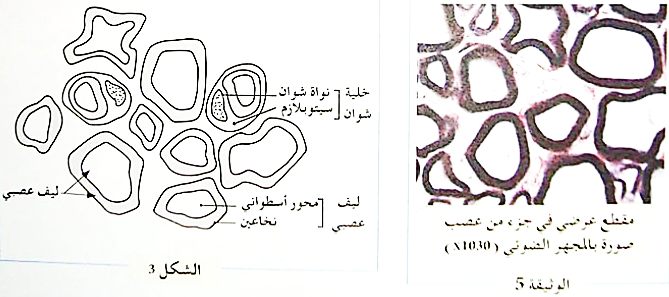 خلية شوان
نواة شوان
سيتوبلازم
ليف عصبي
ليف عصبي
محور أسطواني
نخاعين
الشكل 3
مقطع عرضي في جزء من عصب
صورة بالمجهر الضوئي (X1030)
الوثيقة 5